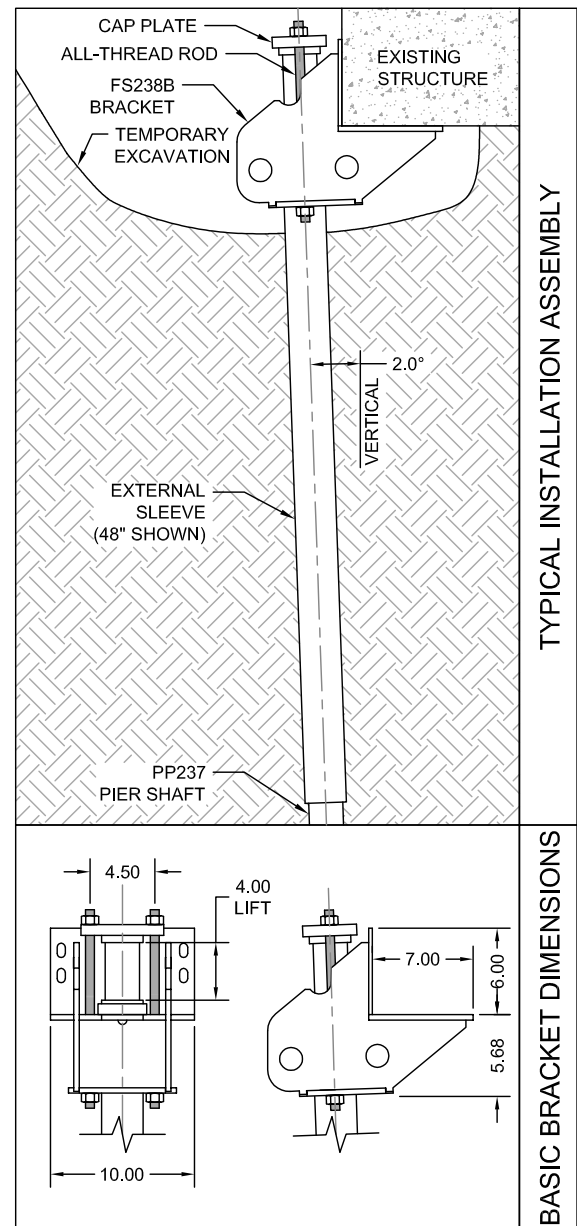 CAP PLATE
ALL-THREAD ROD
FS238B
BRACKET
TEMPORARY
EXCAVATION
EXISTING
STRUCTURE
2.0°
VERTICAL
EXTERNAL
SLEEVE
(48" SHOWN)
PP237
PIER SHAFT
TYPICAL INSTALLATION ASSEMBLY
4.50
4.00
LIFT
10.00
7.00
6.00
5.68
BASIC BRACKET DIMENSIONS